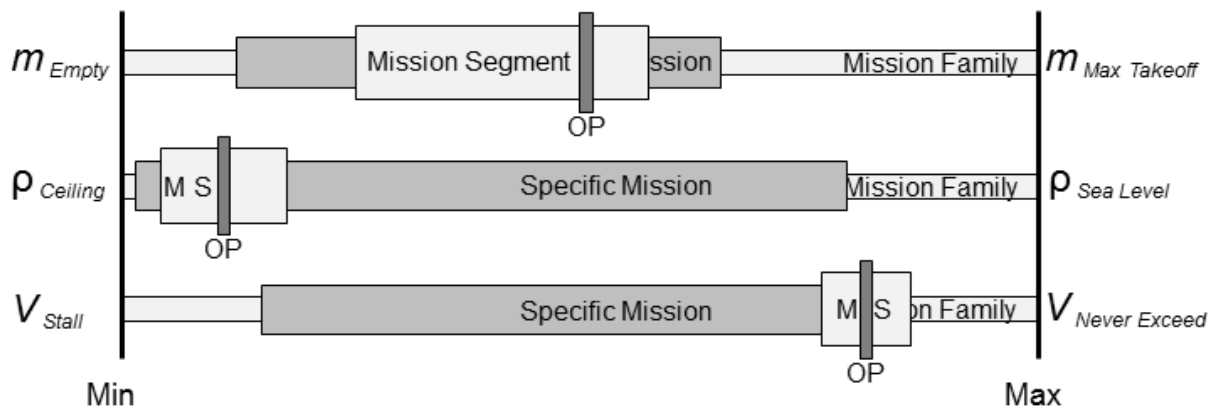 m Empty
Mission Segment
ssion
Mission Family
m Max Takeoff
OP
ρ Ceiling
M S
Specific Mission
Mission Family
ρ Sea Level
OP
V Stall
Specific Mission
M S
on Family
V Never Exceed
OP
Min
Max